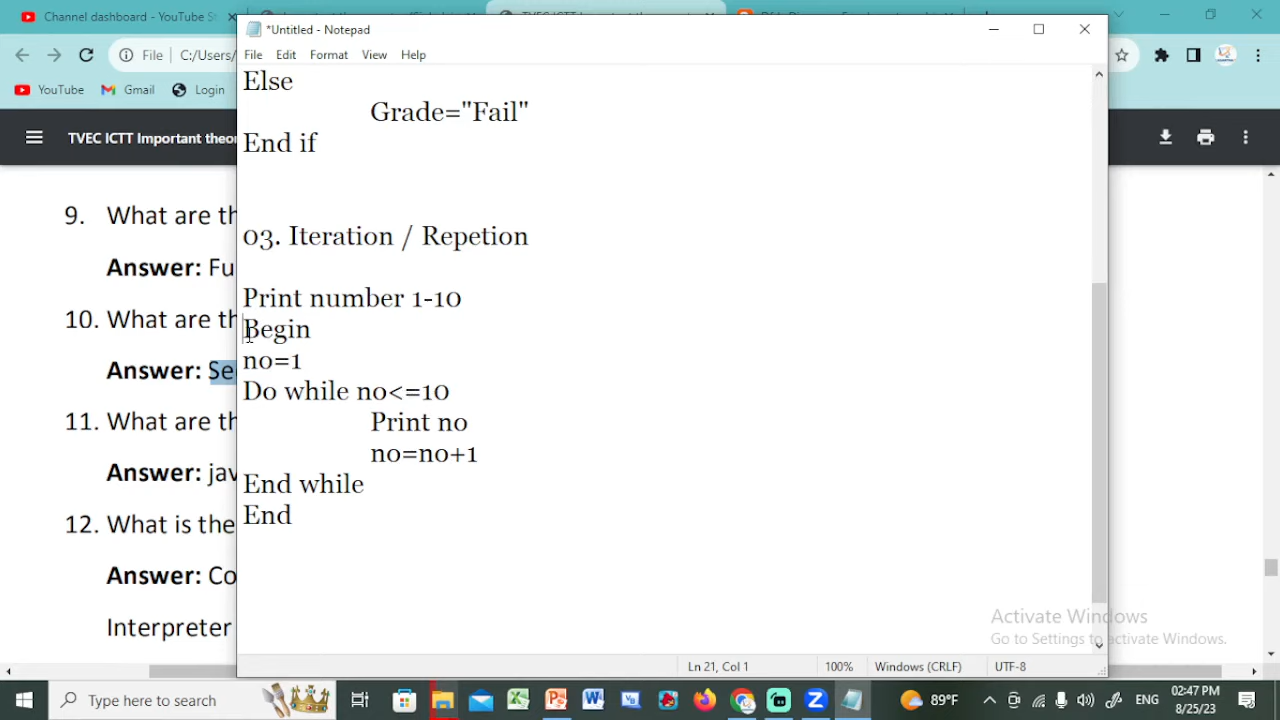 Channel dashboard - YouTube St
*Untitled - Notepad
File C:/Users/
File Edit Format View Help
YouTube Gmail Login
TVEC ICTT Important theor
Else
Grade="Fail"
End if
03. Iteration / Repetion
Print number 1-10
Begin
no=1
Do while no<=10
Print no
no=no+1
End while
End
9. What are th
Answer: Fu
10. What are th
Answer: Se
11. What are th
Answer: jav
12. What is the
Answer: Co
Interpreter
Activate Windows
Go to Settings to activate Windows.
Ln 21, Col 1 100% Windows (CRLF) UTF-8
Type here to search
89°F ENG 02:47 PM
8/25/23